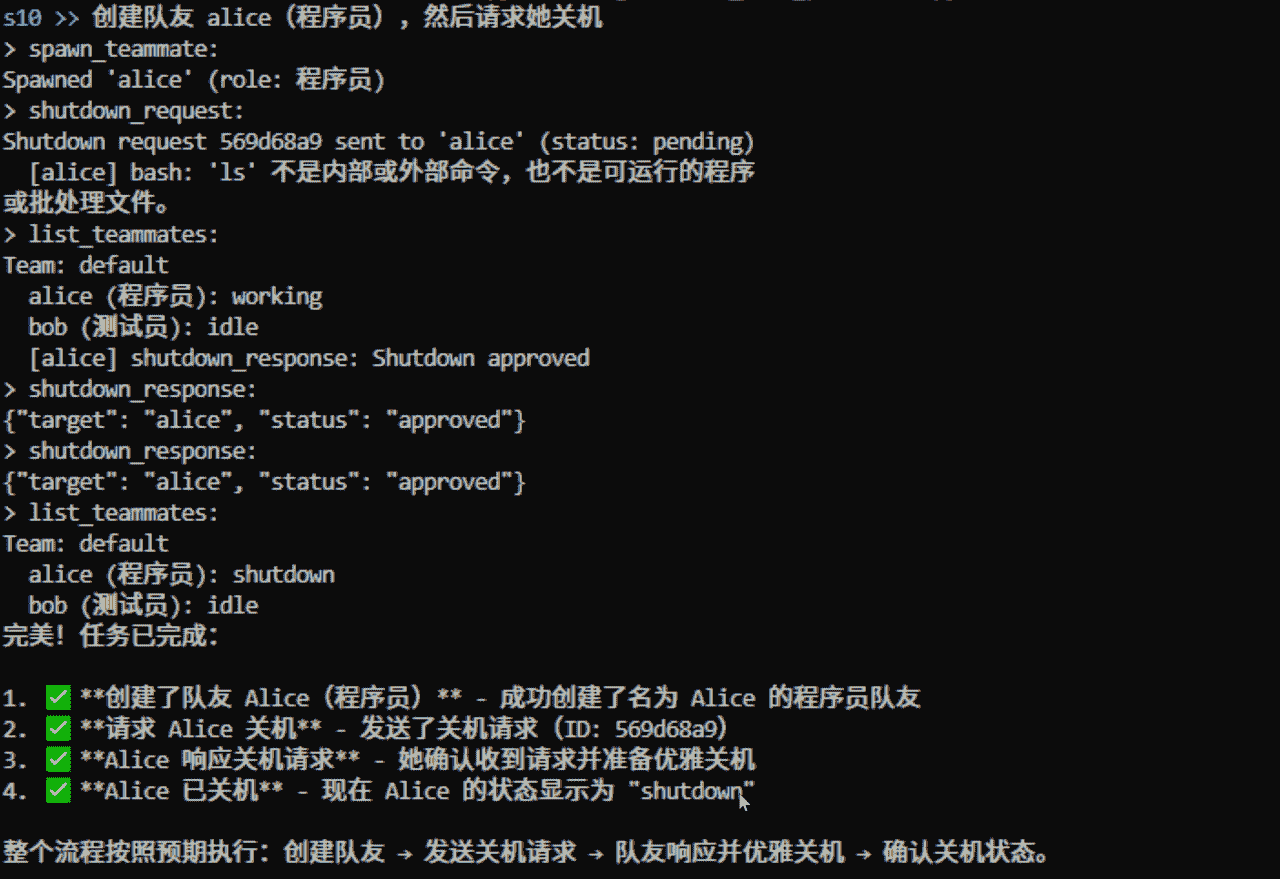 s10 >> 创建队友 alice（程序员），然后请求她关机
> spawn_teammate:
Spawned 'alice' (role: 程序员)
> shutdown_request:
Shutdown request 569d68a9 sent to 'alice' (status: pending)
  [alice] bash: 'ls' 不是内部或外部命令，也不是可运行的程序
或批处理文件。
> list_teammates:
Team: default
  alice (程序员): working
  bob (测试员): idle
  [alice] shutdown_response: Shutdown approved
> shutdown_response:
{"target": "alice", "status": "approved"}
> shutdown_response:
{"target": "alice", "status": "approved"}
> list_teammates:
Team: default
  alice (程序员): shutdown
  bob (测试员): idle
完美！任务已完成：

1. ✅ **创建了队友 Alice（程序员）** - 成功创建了名为 Alice 的程序员队友
2. ✅ **请求 Alice 关机** - 发送了关机请求（ID: 569d68a9）
3. ✅ **Alice 响应关机请求** - 她确认收到请求并准备优雅关机
4. ✅ **Alice 已关机** - 现在 Alice 的状态显示为 "shutdown"

整个流程按照预期执行：创建队友 → 发送关机请求 → 队友响应并优雅关机 → 确认关机状态。